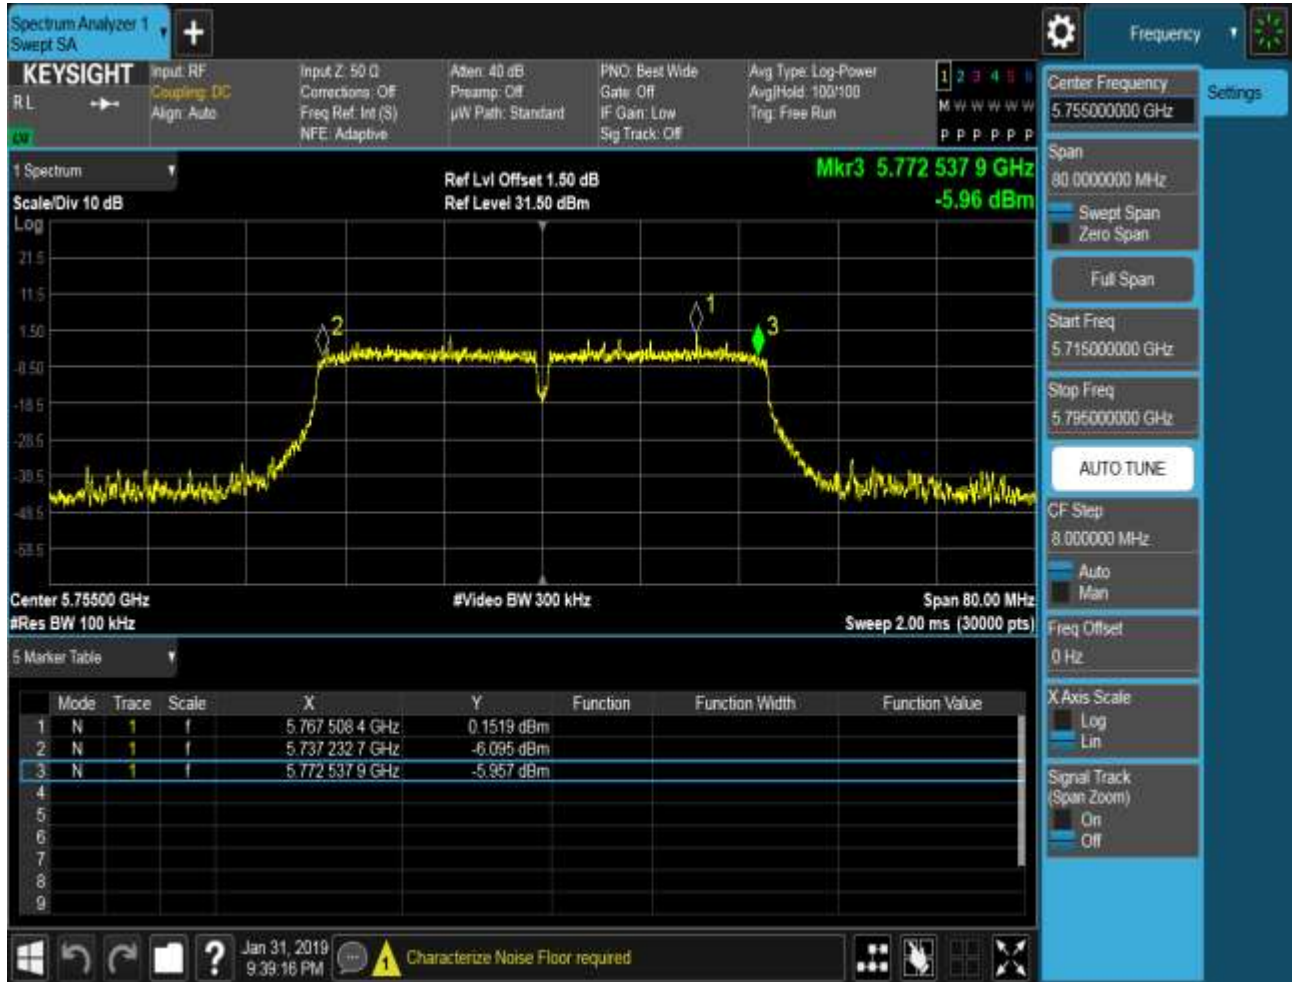 Spectrum Analyzer 1
Swept SA
+
Frequency
KEYSIGHT
RL
Input: RF
Coupling: DC
Align: Auto
Input Z: 50 Ω
Corrections: Off
Freq Ref: Int (S)
NFE: Adaptive
Atten: 40 dB
Preamp: Off
µW Path: Standard
PNO: Best Wide
Gate: Off
IF Gain: Low
Sig Track: Off
Avg Type: Log-Power
Avg|Hold: 100/100
Trig: Free Run
1 2 3 4 5 6
M W W W W W
P P P P P P
1 Spectrum
Scale/Div 10 dB
Ref Lvl Offset 1.50 dB
Ref Level 31.50 dBm
Mkr3 5.772 537 9 GHz
-5.96 dBm
Log
21.5
11.5
1.50
-8.50
-18.5
-28.5
-38.5
-48.5
-58.5
2
1
3
Center 5.75500 GHz
#Video BW 300 kHz
Span 80.00 MHz
#Res BW 100 kHz
Sweep 2.00 ms (30000 pts)
5 Marker Table
Mode Trace Scale X Y Function Function Width Function Value
1 N 1 f 5.767 508 4 GHz 0.1519 dBm
2 N 1 f 5.737 232 7 GHz -6.095 dBm
3 N 1 f 5.772 537 9 GHz -5.957 dBm
4
5
6
7
8
9
Center Frequency
5.755000000 GHz
Settings
Span
80.0000000 MHz
Swept Span
Zero Span
Full Span
Start Freq
5.715000000 GHz
Stop Freq
5.795000000 GHz
AUTO TUNE
CF Step
8.000000 MHz
Auto
Man
Freq Offset
0 Hz
X Axis Scale
Log
Lin
Signal Track
(Span Zoom)
On
Off
?
Jan 31, 2019
9:39:16 PM
1
Characterize Noise Floor required